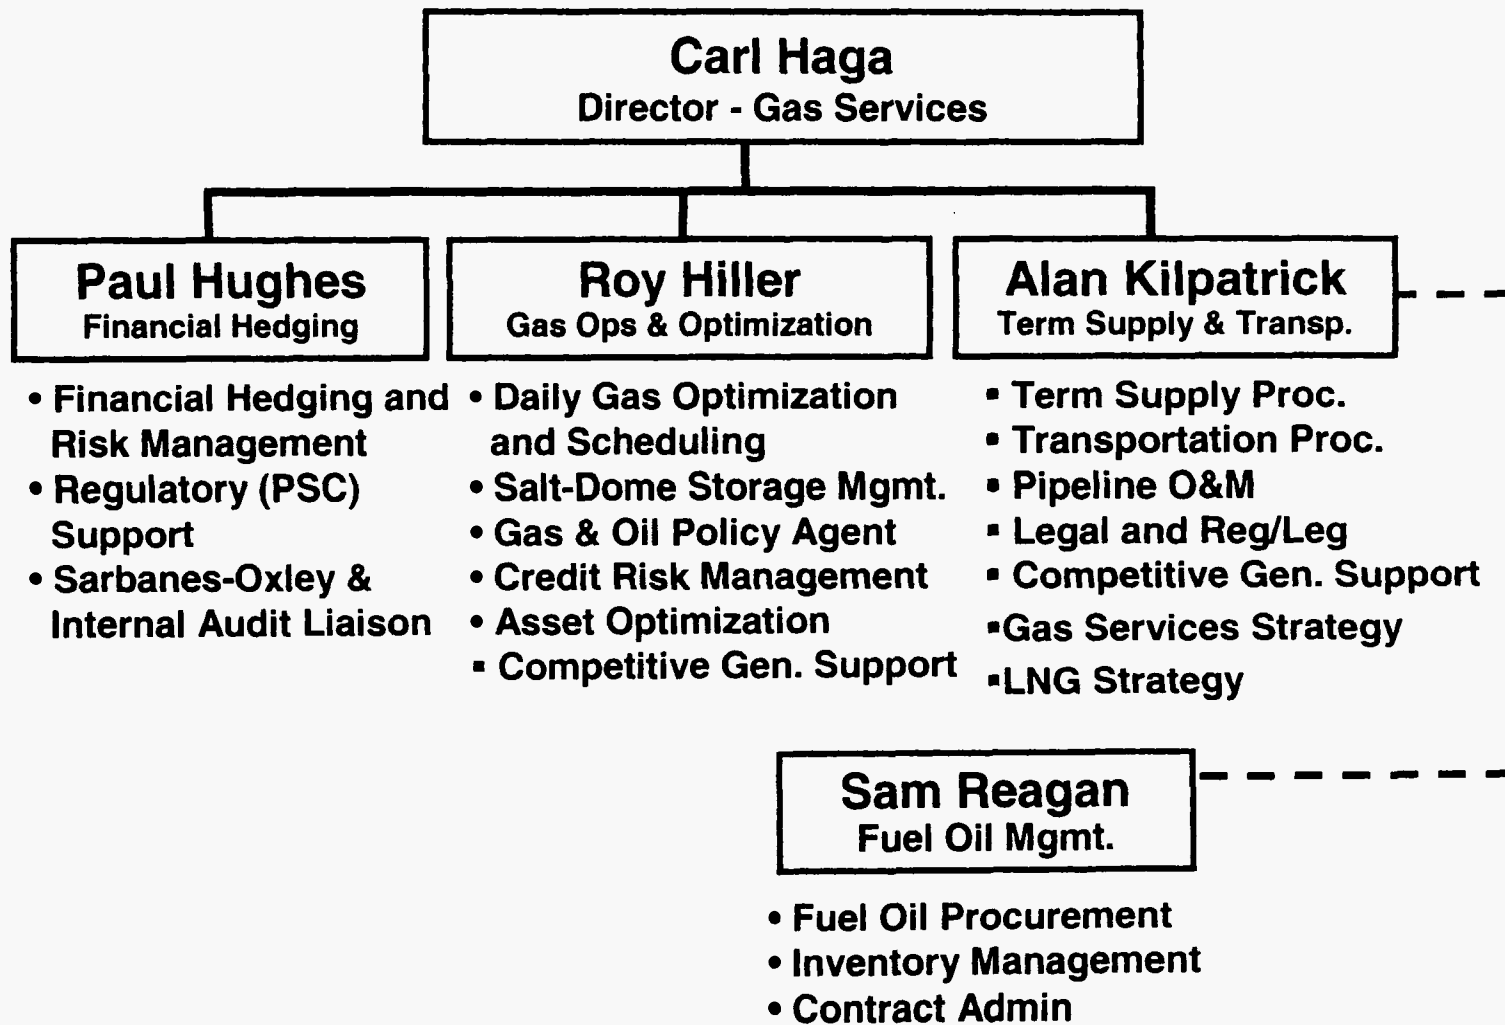 Carl Haga
Director - Gas Services
Paul Hughes
Financial Hedging
• Financial Hedging and
Risk Management
• Regulatory (PSC)
Support
• Sarbanes-Oxley &
Internal Audit Liaison
Roy Hiller
Gas Ops & Optimization
• Daily Gas Optimization
and Scheduling
• Salt-Dome Storage Mgmt.
• Gas & Oil Policy Agent
• Credit Risk Management
• Asset Optimization
▪ Competitive Gen. Support
Alan Kilpatrick
Term Supply & Transp.
▪ Term Supply Proc.
▪ Transportation Proc.
▪ Pipeline O&M
▪ Legal and Reg/Leg
▪ Competitive Gen. Support
▪Gas Services Strategy
▪LNG Strategy
Sam Reagan
Fuel Oil Mgmt.
• Fuel Oil Procurement
• Inventory Management
• Contract Admin